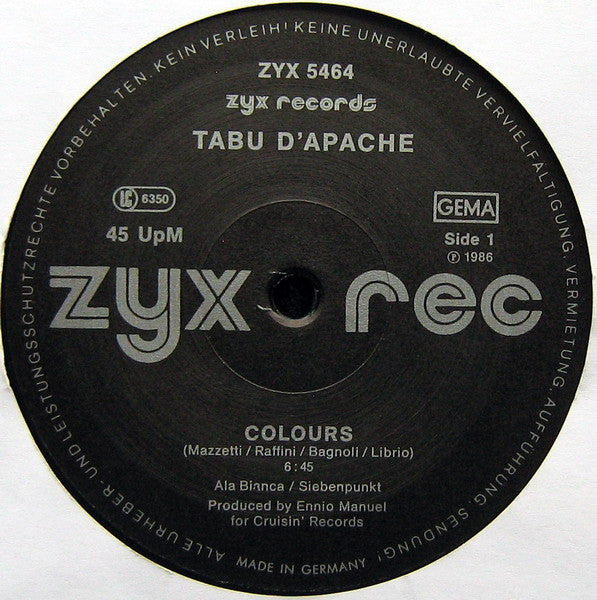 ALLE URHEBER- UND LEISTUNGSSCHUTZRECHTE VORBEHALTEN. KEIN VERLEIH! KEINE UNERLAUBTE VERVIELFÄLTIGUNG, VERMIETUNG, AUFFÜHRUNG, SENDUNG!
ZYX 5464
zyx records
TABU D'APACHE
LC 6350
GEMA
45 UpM
Side 1
℗ 1986
zyx rec
COLOURS
(Mazzetti / Raffini / Bagnoli / Librio)
6:45
Ala Bianca / Siebenpunkt
Produced by Ennio Manuel
for Cruisin' Records
MADE IN GERMANY